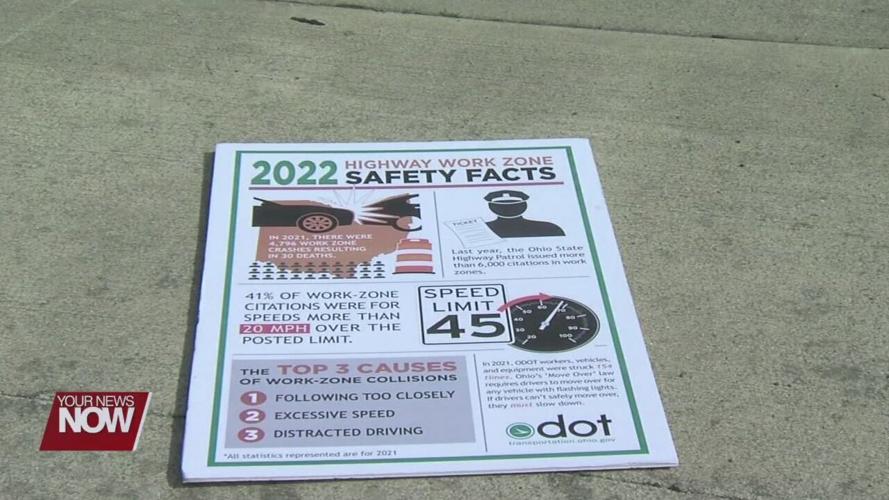 2022 HIGHWAY WORK ZONE
SAFETY FACTS
IN 2021, THERE WERE
4,796 WORK ZONE
CRASHES RESULTING
IN 30 DEATHS.
TICKET
Last year, the Ohio State
Highway Patrol issued more
than 6,000 citations in work
zones.
41% OF WORK-ZONE
CITATIONS WERE FOR
SPEEDS MORE THAN
20 MPH OVER THE
POSTED LIMIT.
SPEED
LIMIT
45
20
100
THE TOP 3 CAUSES
OF WORK-ZONE COLLISIONS
1 FOLLOWING TOO CLOSELY
2 EXCESSIVE SPEED
3 DISTRACTED DRIVING
In 2021, ODOT workers, vehicles,
and equipment were struck 154
times. Ohio's 'Move Over' law
requires drivers to move over for
any vehicle with flashing lights.
If drivers can't safely move over,
they must slow down.
odot
transportation.ohio.gov
*All statistics represented are for 2021
YOUR NEWS
NOW